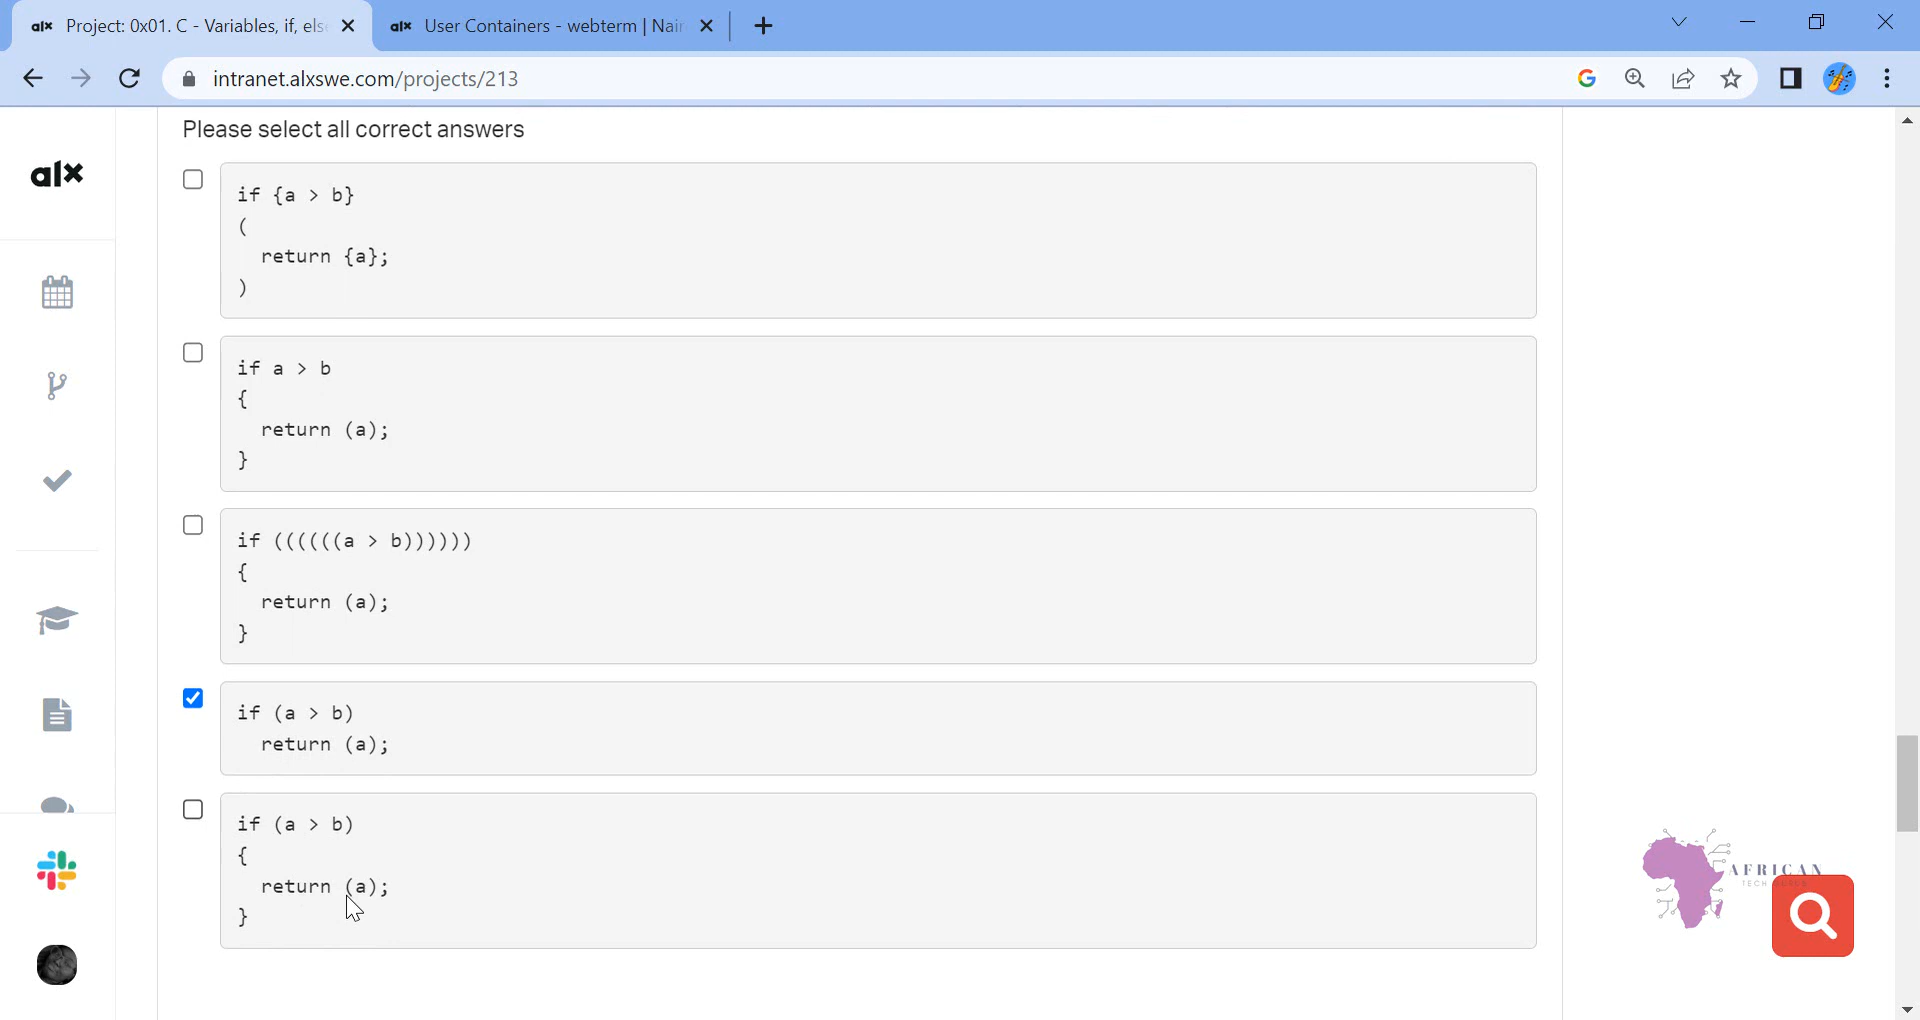 alx Project: 0x01. C - Variables, if, els
alx User Containers - webterm | Nair
intranet.alxswe.com/projects/213
alx
Please select all correct answers
if {a > b}
(
return {a};
)
if a > b
{
return (a);
}
if ((((((a > b))))))
{
return (a);
}
if (a > b)
return (a);
if (a > b)
{
return (a);
}
AFRICAN
TECH